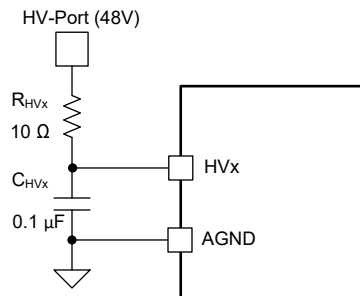 HV-Port (48V)
RHVx
10 Ω
HVx
CHVx
0.1 µF
AGND